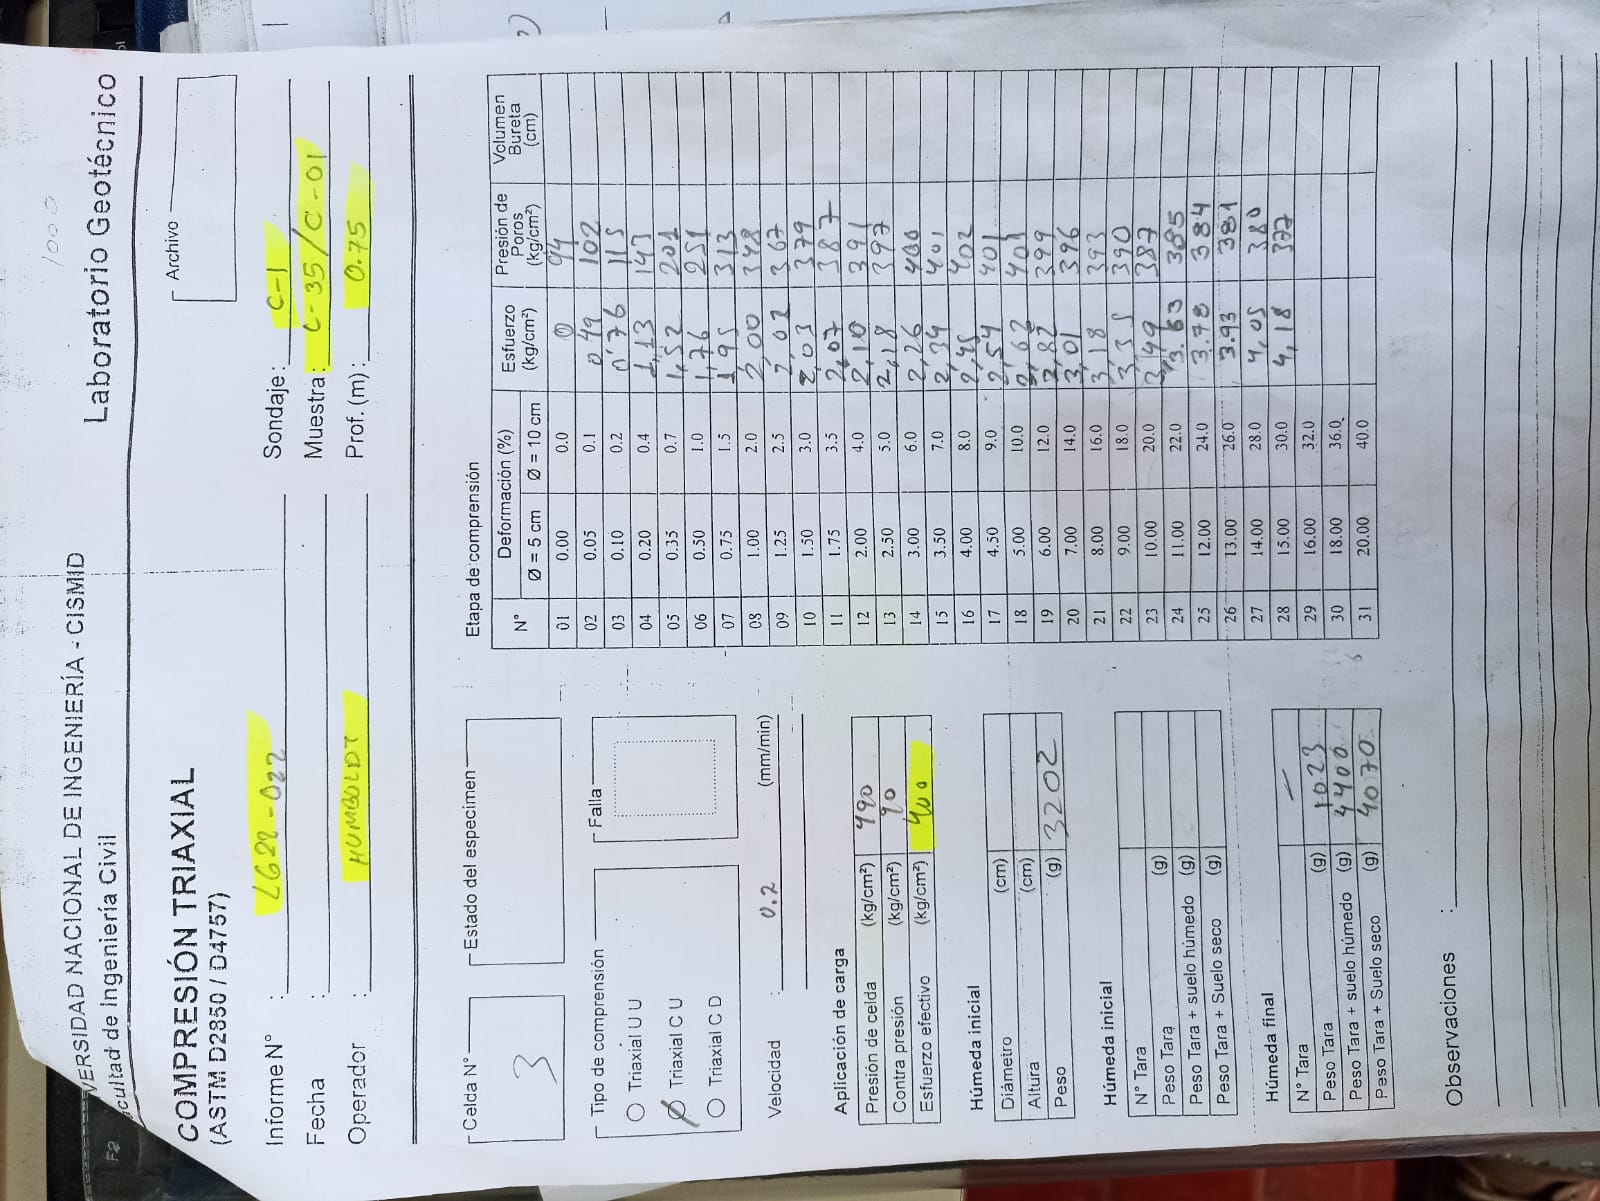 1000
VERSIDAD NACIONAL DE INGENIERÍA - CISMID
acultad de Ingeniería Civil
Laboratorio Geotécnico
COMPRESIÓN TRIAXIAL
(ASTM D2850 / D4757)
Archivo
Informe N° : LG22-022
Fecha :
Operador : HUMBOLDT
Sondaje: C-1
Muestra: C-35/C-01
Prof. (m) : 0.75
Celda N°
3
Estado del especimen
Tipo de comprensión
Triaxial U U
Triaxial C U
Triaxial C D
Falla
Velocidad : 0.2 (mm/min)
Aplicación de carga
Presión de celda (kg/cm²) 490
Contra presión (kg/cm²) 90
Esfuerzo efectivo (kg/cm²) 400
Húmeda inicial
Diámetro (cm)
Altura (cm)
Peso (g) 3202
Húmeda inicial
N° Tara
Peso Tara (g)
Peso Tara + suelo húmedo (g)
Peso Tara + Suelo seco (g)
Húmeda final
N° Tara —
Peso Tara (g) 1023
Peso Tara + suelo húmedo (g) 4400
Peso Tara + Suelo seco (g) 4070
Etapa de comprensión
N° Deformación (%) Esfuerzo (kg/cm²) Presión de Poros (kg/cm²) Volumen Bureta (cm)
Ø = 5 cm Ø = 10 cm
01 0.00 0.0 0 94
02 0.05 0.1 0,49 102
03 0.10 0.2 0,76 115
04 0.20 0.4 1,13 143
05 0.35 0.7 1,52 201
06 0.50 1.0 1,76 251
07 0.75 1.5 1,95 313
08 1.00 2.0 2,00 348
09 1.25 2.5 2,02 367
10 1.50 3.0 2,03 379
11 1.75 3.5 2,07 387
12 2.00 4.0 2,10 391
13 2.50 5.0 2,18 397
14 3.00 6.0 2,26 400
15 3.50 7.0 2,34 401
16 4.00 8.0 2,45 402
17 4.50 9.0 2,54 401
18 5.00 10.0 2,62 401
19 6.00 12.0 2,82 399
20 7.00 14.0 3,01 396
21 8.00 16.0 3,18 393
22 9.00 18.0 3,35 390
23 10.00 20.0 3,49 387
24 11.00 22.0 3.63 385
25 12.00 24.0 3.78 384
26 13.00 26.0 3.93 381
27 14.00 28.0 4,05 380
28 15.00 30.0 4,18 377
29 16.00 32.0
30 18.00 36.0
31 20.00 40.0
Observaciones :